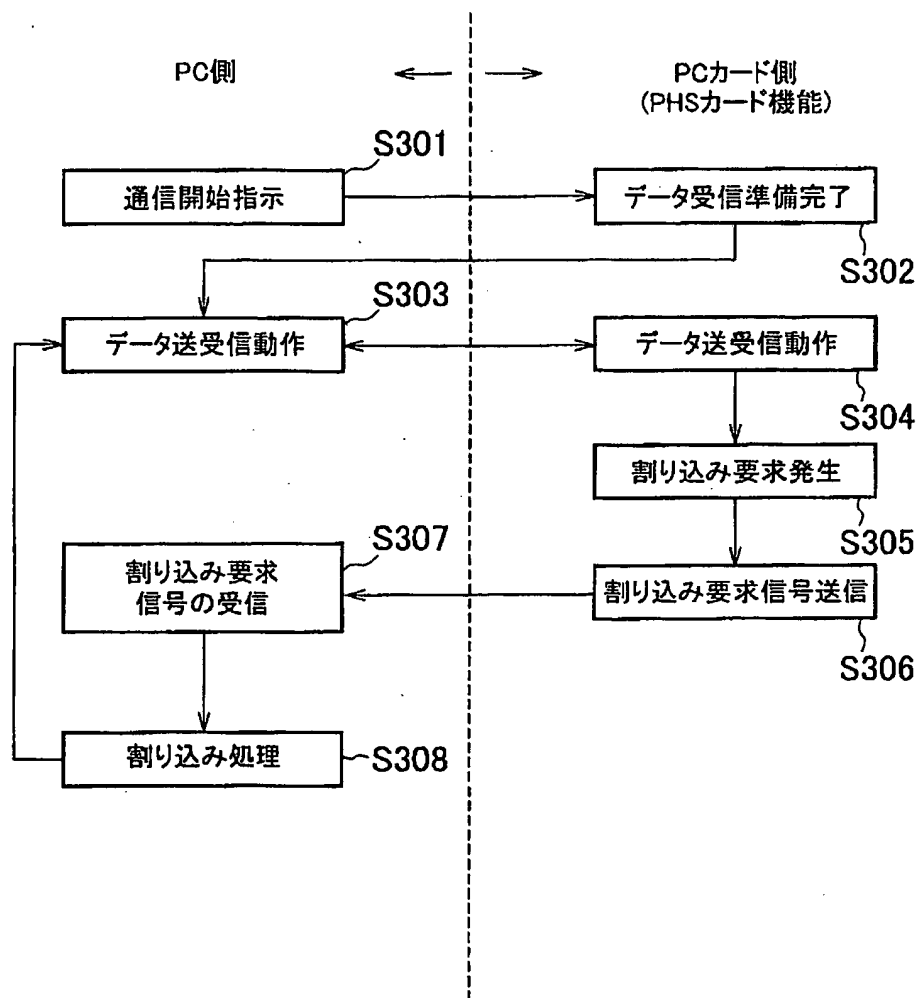 PC側
PCカード側
(PHSカード機能)
S301
通信開始指示
データ受信準備完了
S302
S303
データ送受信動作
データ送受信動作
S304
割り込み要求発生
S305
S307
割り込み要求
信号の受信
割り込み要求信号送信
S306
割り込み処理
S308